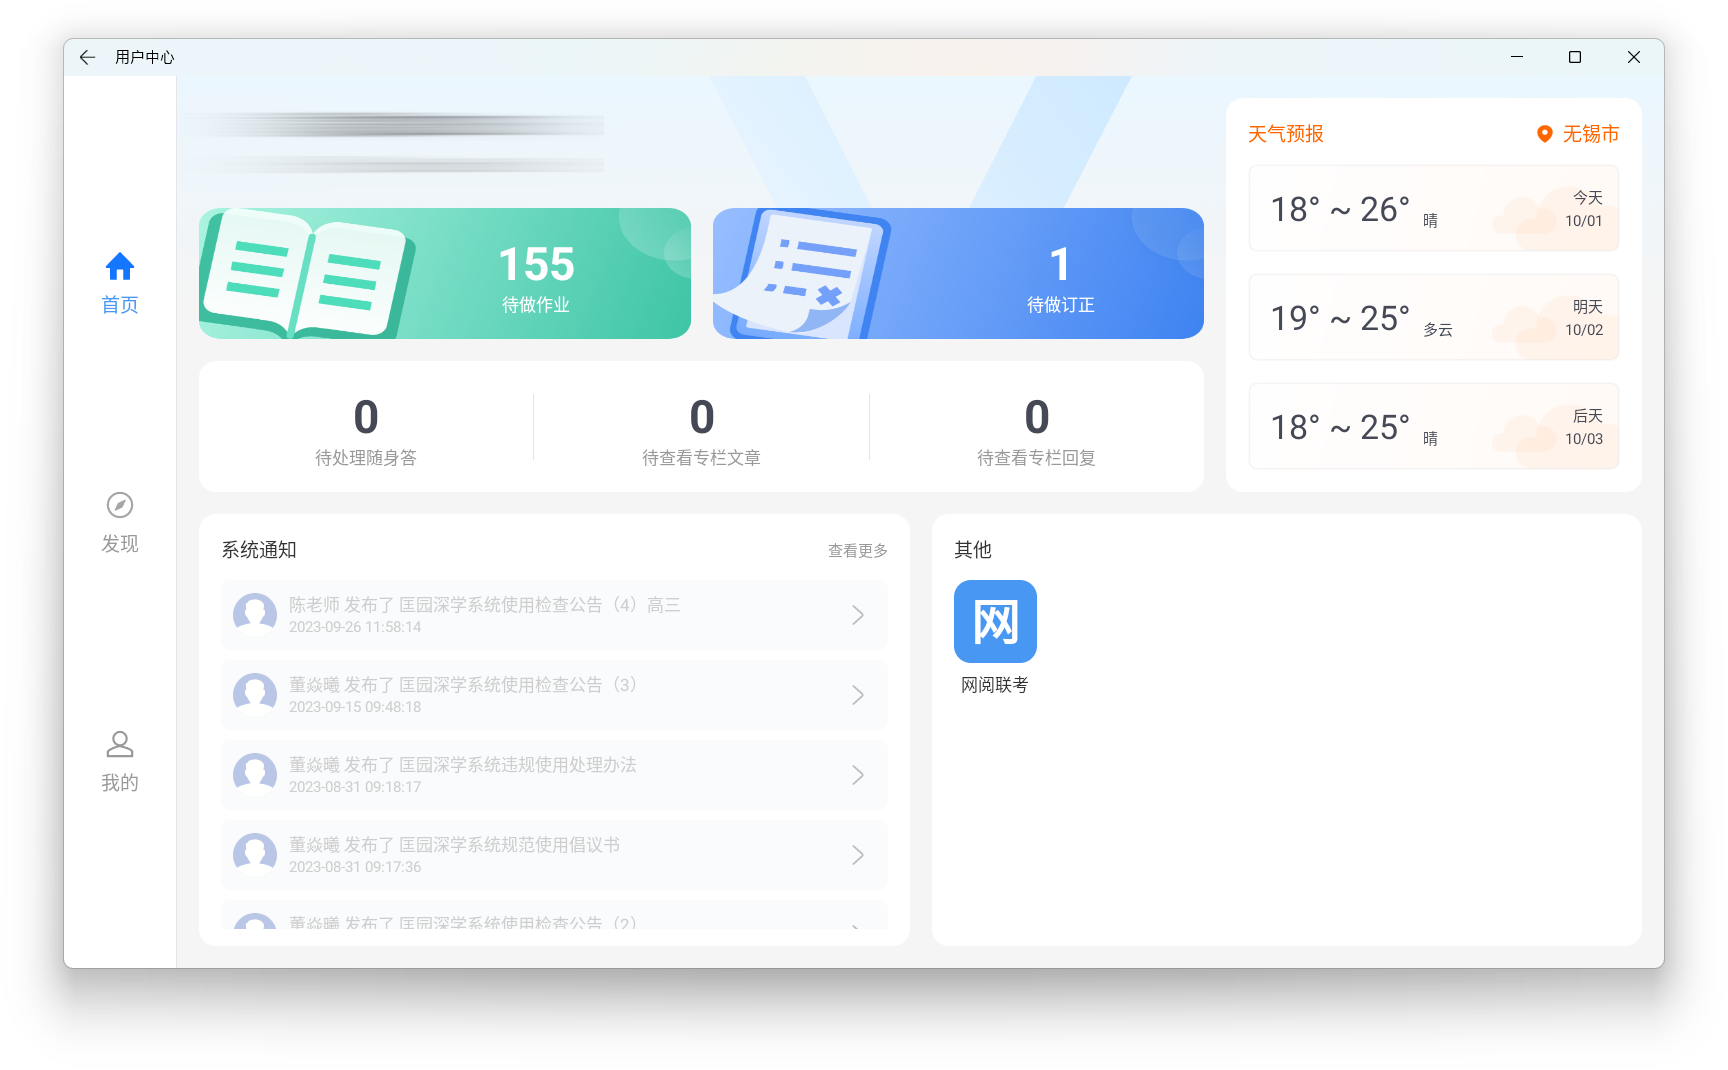 用户中心
首页
发现
我的
155
待做作业
1
待做订正
0
待处理随身答
0
待查看专栏文章
0
待查看专栏回复
天气预报 无锡市
18° ~ 26° 晴
今天
10/01
19° ~ 25° 多云
明天
10/02
18° ~ 25° 晴
后天
10/03
系统通知 查看更多
陈老师 发布了 匡园深学系统使用检查公告（4）高三
2023-09-26 11:58:14
董焱曦 发布了 匡园深学系统使用检查公告（3）
2023-09-15 09:48:18
董焱曦 发布了 匡园深学系统违规使用处理办法
2023-08-31 09:18:17
董焱曦 发布了 匡园深学系统规范使用倡议书
2023-08-31 09:17:36
董焱曦 发布了 匡园深学系统使用检查公告（2）
其他
网
网阅联考